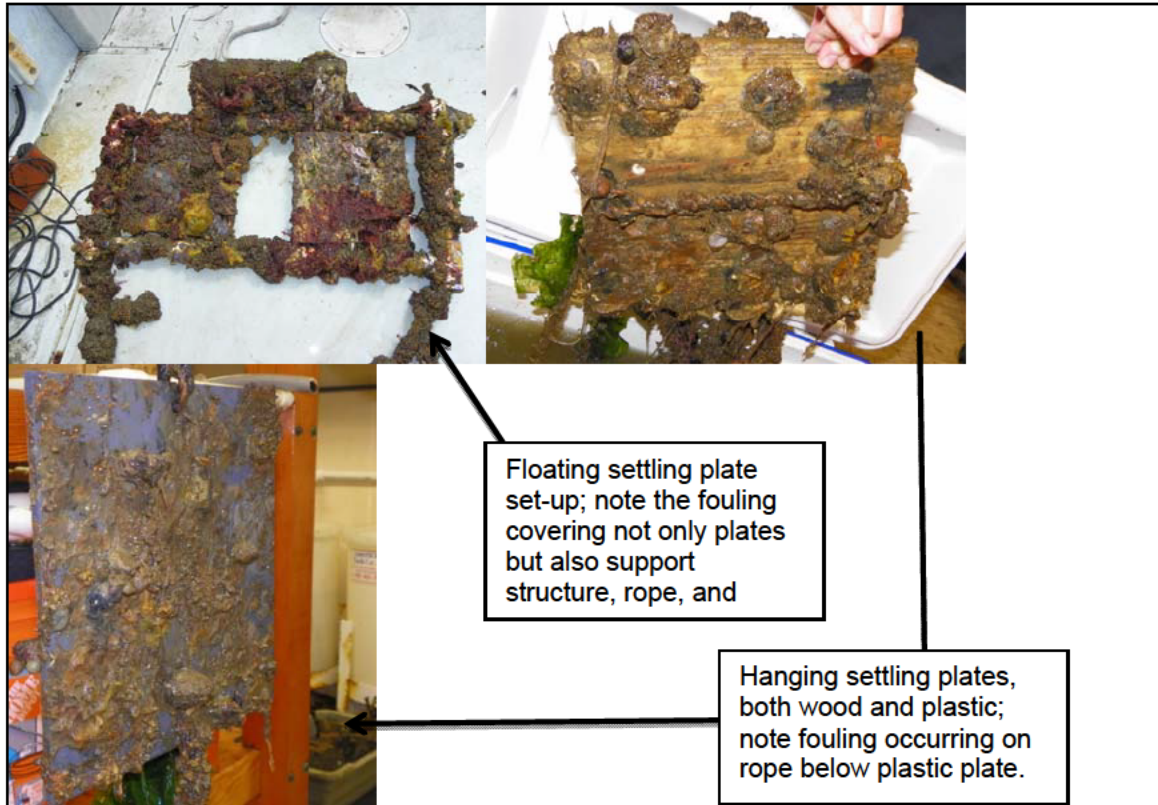 Floating settling plate
set-up; note the fouling
covering not only plates
but also support
structure, rope, and
Hanging settling plates,
both wood and plastic;
note fouling occurring on
rope below plastic plate.